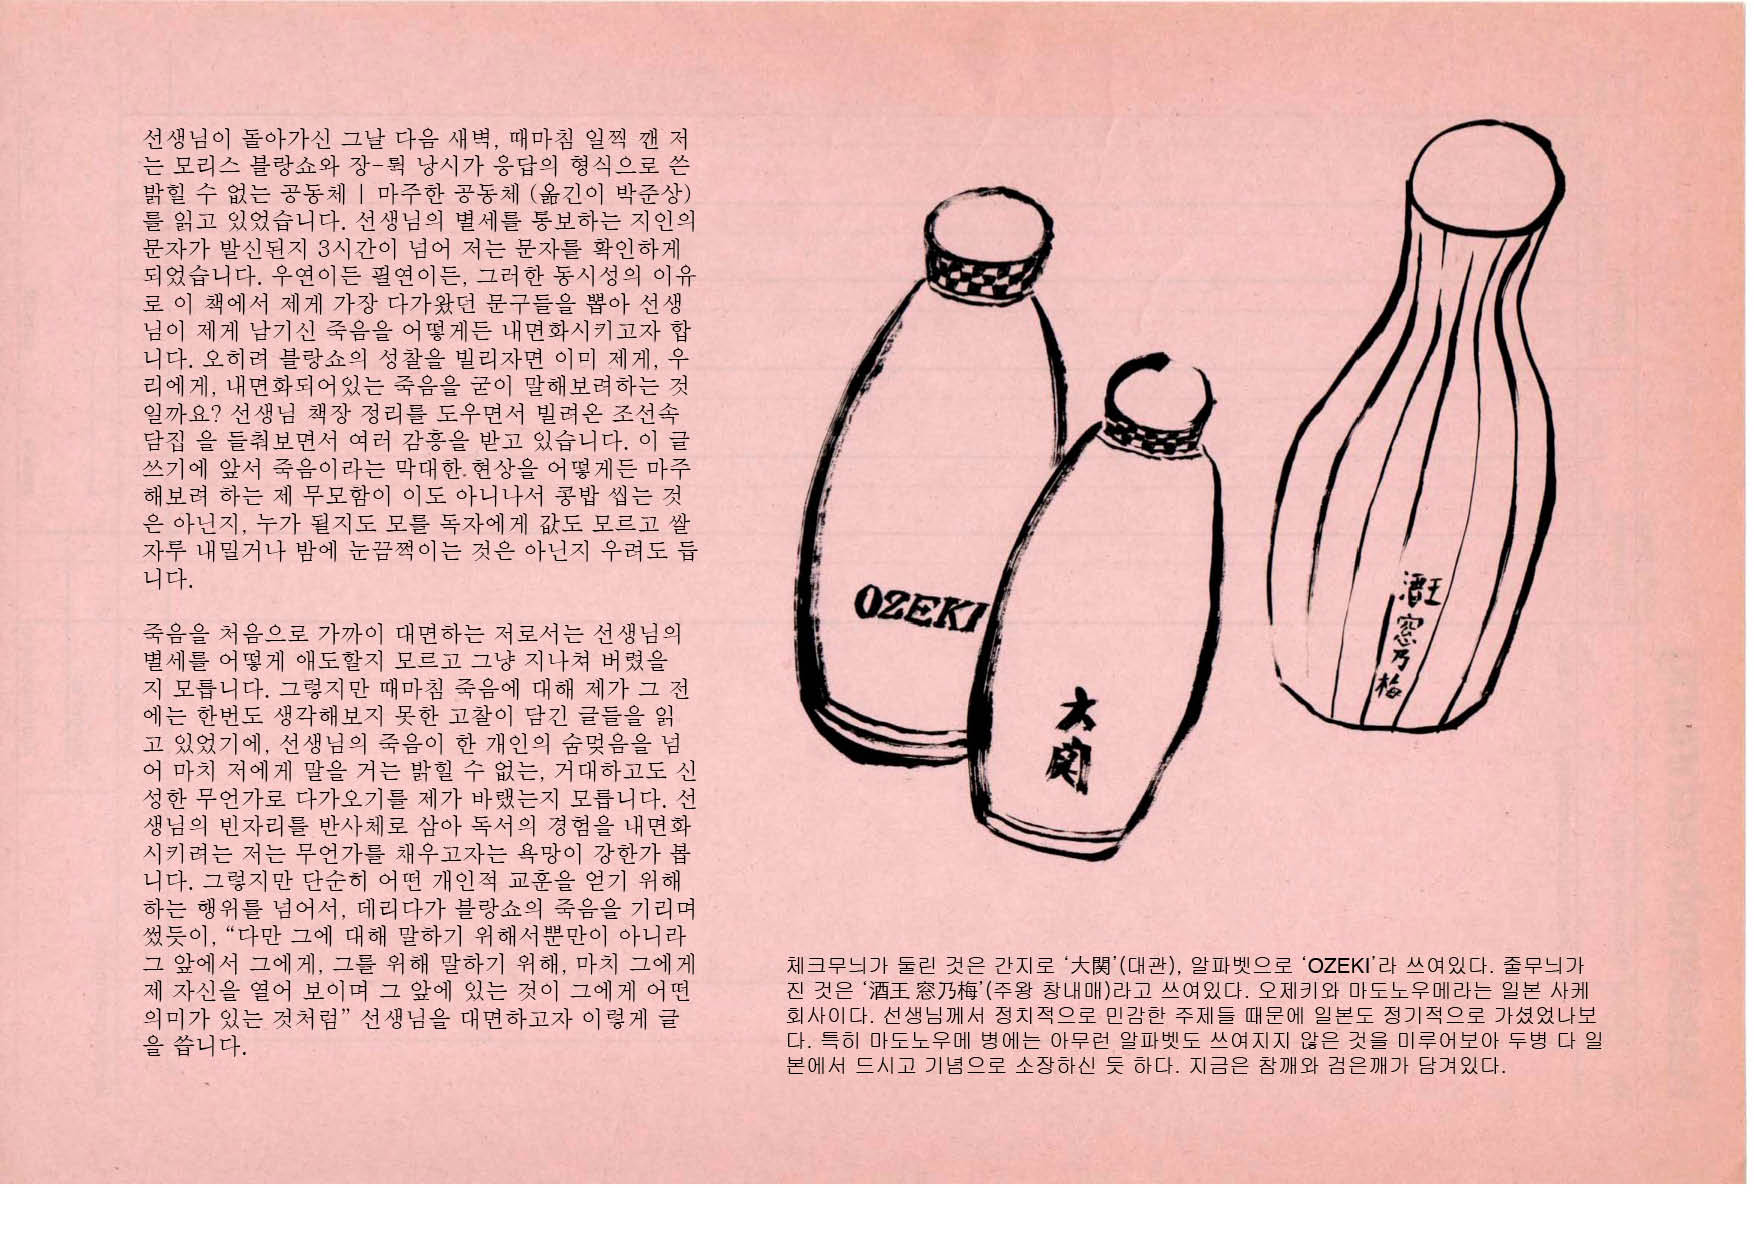 선생님이 돌아가신 그날 다음 새벽, 때마침 일찍 깬 저
는 모리스 블랑쇼와 장-뤽 낭시가 응답의 형식으로 쓴
밝힐 수 없는 공동체 | 마주한 공동체 (옮긴이 박준상)
를 읽고 있었습니다. 선생님의 별세를 통보하는 지인의
문자가 발신된지 3시간이 넘어 저는 문자를 확인하게
되었습니다. 우연이든 필연이든, 그러한 동시성의 이유
로 이 책에서 제게 가장 다가왔던 문구들을 뽑아 선생
님이 제게 남기신 죽음을 어떻게든 내면화시키고자 합
니다. 오히려 블랑쇼의 성찰을 빌리자면 이미 제게, 우
리에게, 내면화되어있는 죽음을 굳이 말해보려하는 것
일까요? 선생님 책장 정리를 도우면서 빌려온 조선속
담집 을 들춰보면서 여러 감흥을 받고 있습니다. 이 글
쓰기에 앞서 죽음이라는 막대한.현상을 어떻게든 마주
해보려 하는 제 무모함이 이도 아니나서 콩밥 씹는 것
은 아닌지, 누가 될지도 모를 독자에게 값도 모르고 쌀
자루 내밀거나 밤에 눈끔쩍이는 것은 아닌지 우려도 듭
니다.
죽음을 처음으로 가까이 대면하는 저로서는 선생님의
별세를 어떻게 애도할지 모르고 그냥 지나쳐 버렸을
지 모릅니다. 그렇지만 때마침 죽음에 대해 제가 그 전
에는 한번도 생각해보지 못한 고찰이 담긴 글들을 읽
고 있었기에, 선생님의 죽음이 한 개인의 숨멎음을 넘
어 마치 저에게 말을 거는 밝힐 수 없는, 거대하고도 신
성한 무언가로 다가오기를 제가 바랬는지 모릅니다. 선
생님의 빈자리를 반사체로 삼아 독서의 경험을 내면화
시키려는 저는 무언가를 채우고자는 욕망이 강한가 봅
니다. 그렇지만 단순히 어떤 개인적 교훈을 얻기 위해
하는 행위를 넘어서, 데리다가 블랑쇼의 죽음을 기리며
썼듯이, “다만 그에 대해 말하기 위해서뿐만이 아니라
그 앞에서 그에게, 그를 위해 말하기 위해, 마치 그에게
제 자신을 열어 보이며 그 앞에 있는 것이 그에게 어떤
의미가 있는 것처럼” 선생님을 대면하고자 이렇게 글
을 씁니다.
OZEKI
大関
酒王
窓乃梅
체크무늬가 둘린 것은 간지로 ‘大関’(대관), 알파벳으로 ‘OZEKI’라 쓰여있다. 줄무늬가
진 것은 ‘酒王 窓乃梅’(주왕 창내매)라고 쓰여있다. 오제키와 마도노우메라는 일본 사케
회사이다. 선생님께서 정치적으로 민감한 주제들 때문에 일본도 정기적으로 가셨었나보
다. 특히 마도노우메 병에는 아무런 알파벳도 쓰여지지 않은 것을 미루어보아 두병 다 일
본에서 드시고 기념으로 소장하신 듯 하다. 지금은 참깨와 검은깨가 담겨있다.